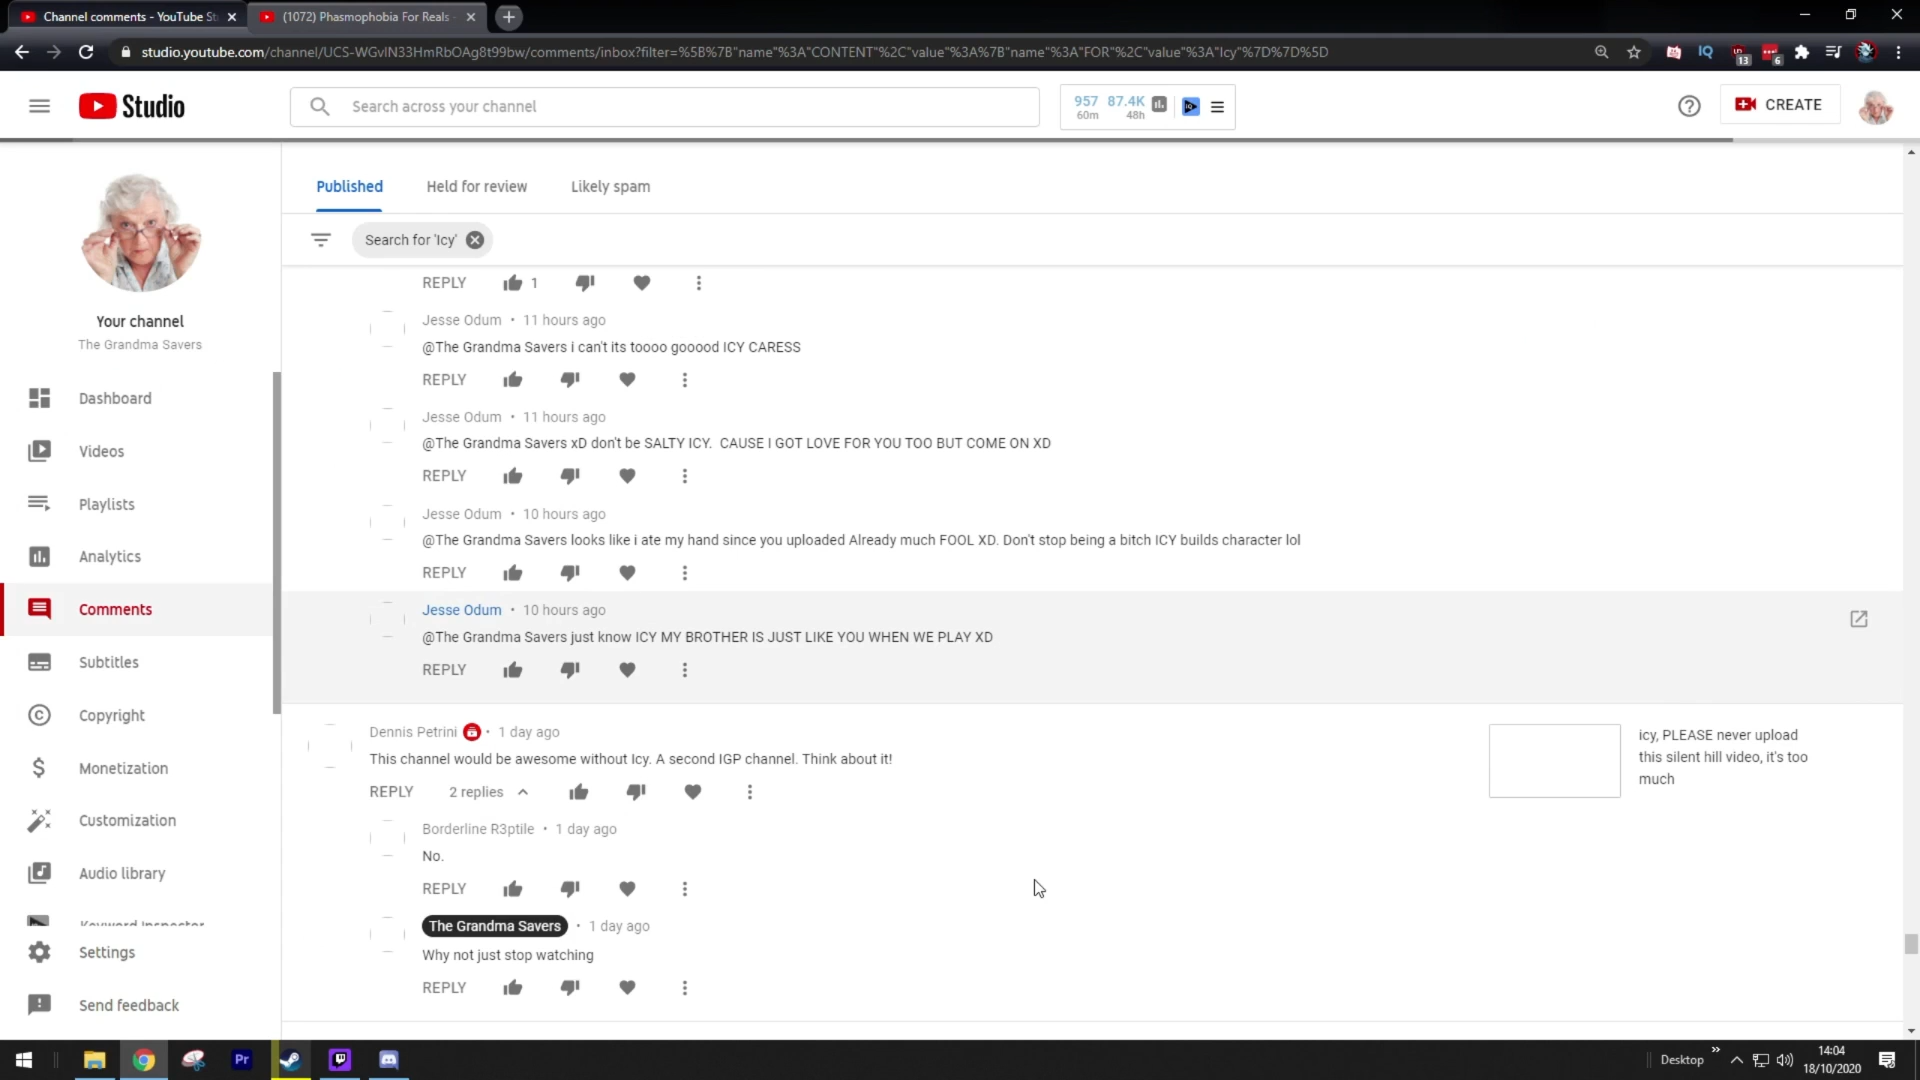 Channel comments - YouTube St
(1072) Phasmophobia For Reals -
studio.youtube.com/channel/UCS-WGvlN33HmRbOAg8t99bw/comments/inbox?filter=%5B%7B"name"%3A"CONTENT"%2C"value"%3A%7B"name"%3A"FOR"%2C"value"%3A"Icy"%7D%7D%5D
IQ
13
6
Studio
Search across your channel
957 87.4K
60m 48h
CREATE
Your channel
The Grandma Savers
Dashboard
Videos
Playlists
Analytics
Comments
Subtitles
Copyright
Monetization
Customization
Audio library
Keyword Inspector
Settings
Send feedback
Published
Held for review
Likely spam
Search for 'Icy'
REPLY 1
Jesse Odum • 11 hours ago
@The Grandma Savers i can't its toooo gooood ICY CARESS
REPLY
Jesse Odum • 11 hours ago
@The Grandma Savers xD don't be SALTY ICY. CAUSE I GOT LOVE FOR YOU TOO BUT COME ON XD
REPLY
Jesse Odum • 10 hours ago
@The Grandma Savers looks like i ate my hand since you uploaded Already much FOOL XD. Don't stop being a bitch ICY builds character lol
REPLY
Jesse Odum • 10 hours ago
@The Grandma Savers just know ICY MY BROTHER IS JUST LIKE YOU WHEN WE PLAY XD
REPLY
Dennis Petrini • 1 day ago
This channel would be awesome without Icy. A second IGP channel. Think about it!
REPLY 2 replies
icy, PLEASE never upload
this silent hill video, it's too
much
Borderline R3ptile • 1 day ago
No.
REPLY
The Grandma Savers • 1 day ago
Why not just stop watching
REPLY
Pr
Desktop
14:04
18/10/2020